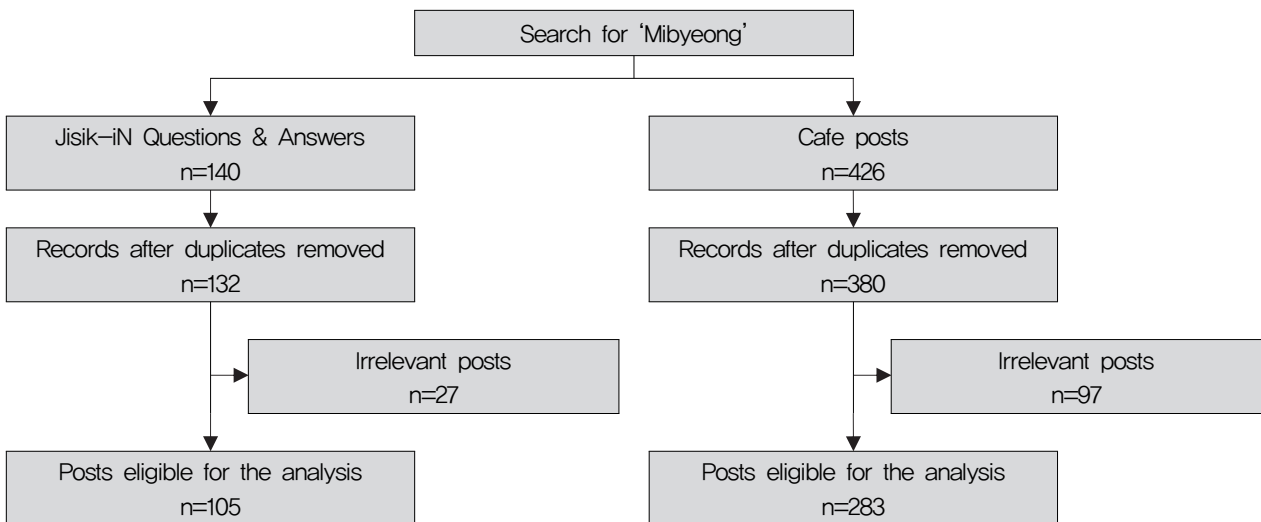 Search for ‘Mibyeong’
Jisik-iN Questions & Answers
n=140
Cafe posts
n=426
Records after duplicates removed
n=132
Records after duplicates removed
n=380
Irrelevant posts
n=27
Irrelevant posts
n=97
Posts eligible for the analysis
n=105
Posts eligible for the analysis
n=283